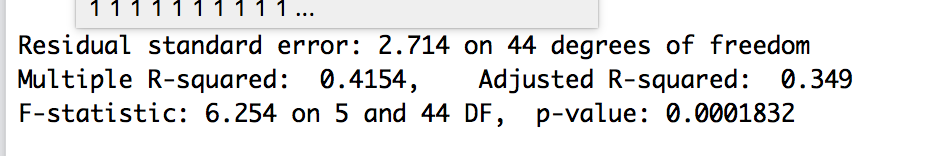 1 1 1 1 1 1 1 1 1 1 ...
Residual standard error: 2.714 on 44 degrees of freedom
Multiple R-squared:  0.4154,    Adjusted R-squared:  0.349
F-statistic: 6.254 on 5 and 44 DF,  p-value: 0.0001832